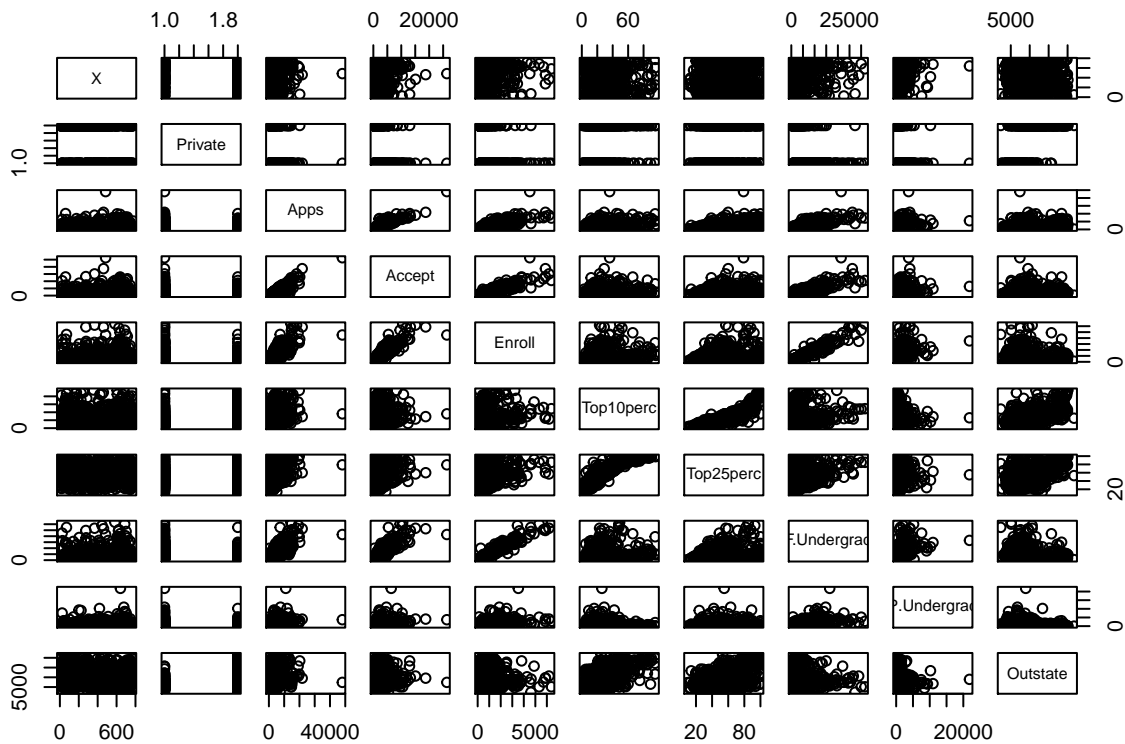 1.0 1.8 0 20000 0 60 0 25000 5000
X 0
1.0 Private
Apps 0
0 Accept
Enroll 0
0 Top10perc
Top25perc 20
0 F.Undergrad
P.Undergrad 0
5000 Outstate
0 600 0 40000 0 5000 20 80 0 20000